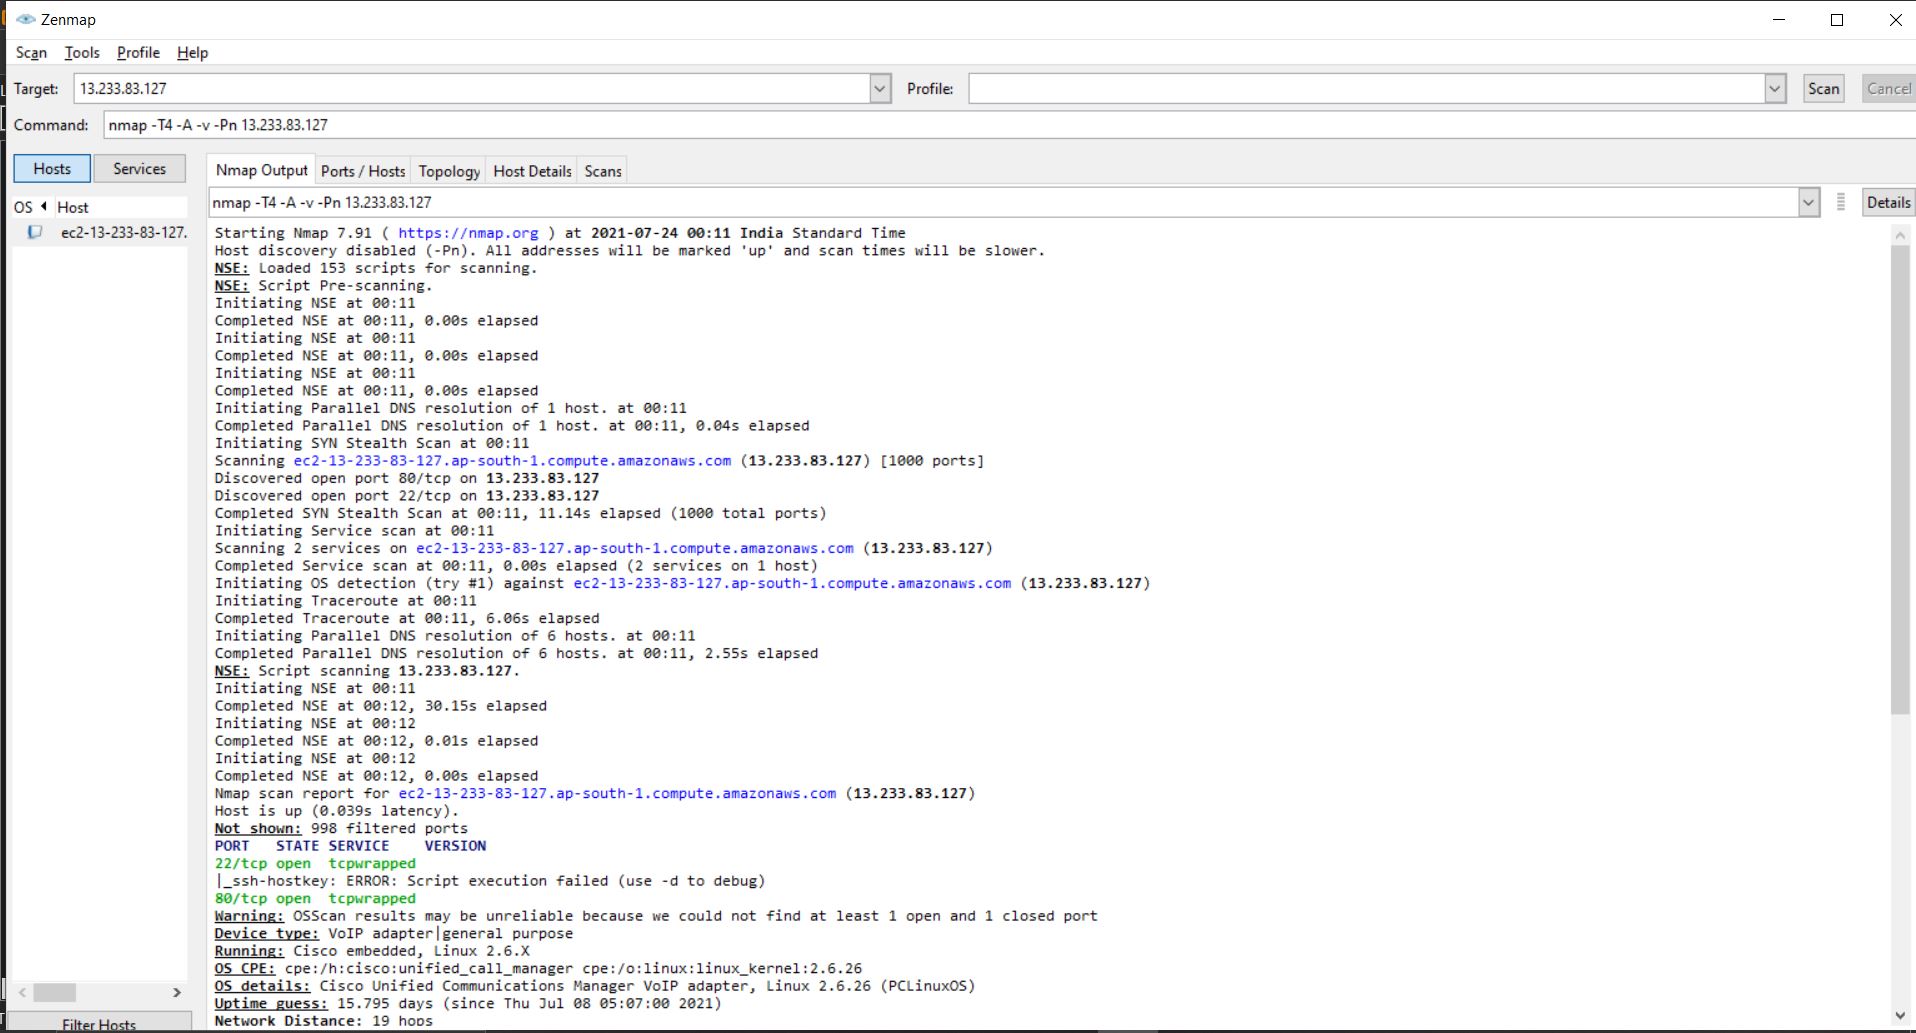 Zenmap
Scan Tools Profile Help
Target: 13.233.83.127 Profile: Scan Cancel
Command: nmap -T4 -A -v -Pn 13.233.83.127
Hosts Services Nmap Output Ports / Hosts Topology Host Details Scans
OS Host nmap -T4 -A -v -Pn 13.233.83.127 Details
ec2-13-233-83-127.
Starting Nmap 7.91 ( https://nmap.org ) at 2021-07-24 00:11 India Standard Time
Host discovery disabled (-Pn). All addresses will be marked 'up' and scan times will be slower.
NSE: Loaded 153 scripts for scanning.
NSE: Script Pre-scanning.
Initiating NSE at 00:11
Completed NSE at 00:11, 0.00s elapsed
Initiating NSE at 00:11
Completed NSE at 00:11, 0.00s elapsed
Initiating NSE at 00:11
Completed NSE at 00:11, 0.00s elapsed
Initiating Parallel DNS resolution of 1 host. at 00:11
Completed Parallel DNS resolution of 1 host. at 00:11, 0.04s elapsed
Initiating SYN Stealth Scan at 00:11
Scanning ec2-13-233-83-127.ap-south-1.compute.amazonaws.com (13.233.83.127) [1000 ports]
Discovered open port 80/tcp on 13.233.83.127
Discovered open port 22/tcp on 13.233.83.127
Completed SYN Stealth Scan at 00:11, 11.14s elapsed (1000 total ports)
Initiating Service scan at 00:11
Scanning 2 services on ec2-13-233-83-127.ap-south-1.compute.amazonaws.com (13.233.83.127)
Completed Service scan at 00:11, 0.00s elapsed (2 services on 1 host)
Initiating OS detection (try #1) against ec2-13-233-83-127.ap-south-1.compute.amazonaws.com (13.233.83.127)
Initiating Traceroute at 00:11
Completed Traceroute at 00:11, 6.06s elapsed
Initiating Parallel DNS resolution of 6 hosts. at 00:11
Completed Parallel DNS resolution of 6 hosts. at 00:11, 2.55s elapsed
NSE: Script scanning 13.233.83.127.
Initiating NSE at 00:11
Completed NSE at 00:12, 30.15s elapsed
Initiating NSE at 00:12
Completed NSE at 00:12, 0.01s elapsed
Initiating NSE at 00:12
Completed NSE at 00:12, 0.00s elapsed
Nmap scan report for ec2-13-233-83-127.ap-south-1.compute.amazonaws.com (13.233.83.127)
Host is up (0.039s latency).
Not shown: 998 filtered ports
PORT STATE SERVICE VERSION
22/tcp open tcpwrapped
|_ssh-hostkey: ERROR: Script execution failed (use -d to debug)
80/tcp open tcpwrapped
Warning: OSScan results may be unreliable because we could not find at least 1 open and 1 closed port
Device type: VoIP adapter|general purpose
Running: Cisco embedded, Linux 2.6.X
OS CPE: cpe:/h:cisco:unified_call_manager cpe:/o:linux:linux_kernel:2.6.26
OS details: Cisco Unified Communications Manager VoIP adapter, Linux 2.6.26 (PCLinuxOS)
Uptime guess: 15.795 days (since Thu Jul 08 05:07:00 2021)
Network Distance: 19 hops
Filter Hosts